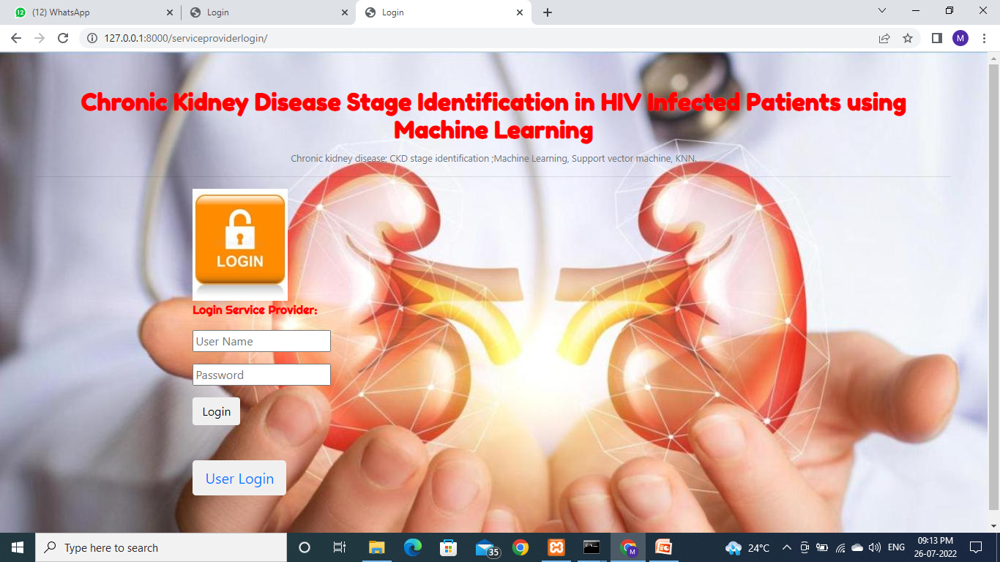 12
(12) WhatsApp
Login
Login
127.0.0.1:8000/serviceproviderlogin/
M
Chronic Kidney Disease Stage Identification in HIV Infected Patients using
Machine Learning
Chronic kidney disease; CKD stage identification ;Machine Learning, Support vector machine, KNN.
LOGIN
Login Service Provider:
User Name
Password
Login
User Login
Type here to search
35
M
24°C
ENG
09:13 PM
26-07-2022